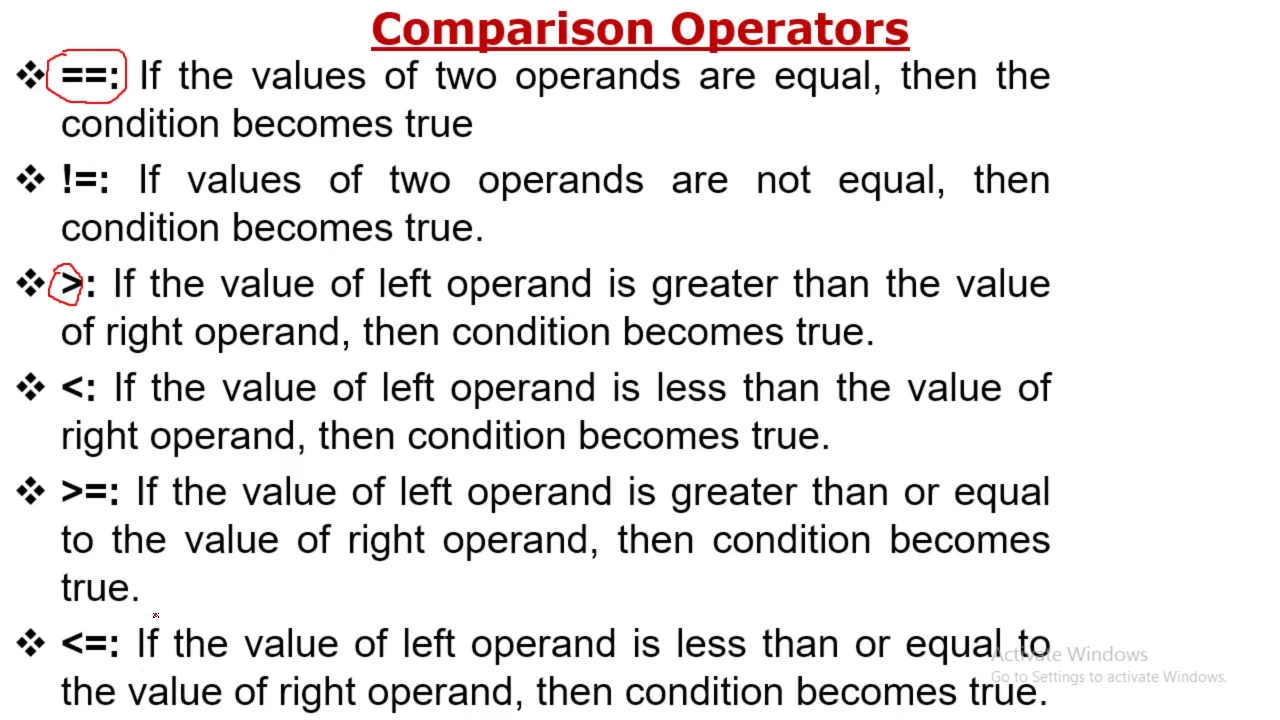 Comparison Operators
❖ ==: If the values of two operands are equal, then the
condition becomes true
❖ !=: If values of two operands are not equal, then
condition becomes true.
❖ >: If the value of left operand is greater than the value
of right operand, then condition becomes true.
❖ <: If the value of left operand is less than the value of
right operand, then condition becomes true.
❖ >=: If the value of left operand is greater than or equal
to the value of right operand, then condition becomes
true.
❖ <=: If the value of left operand is less than or equal to
the value of right operand, then condition becomes true.
Activate Windows
Go to Settings to activate Windows.